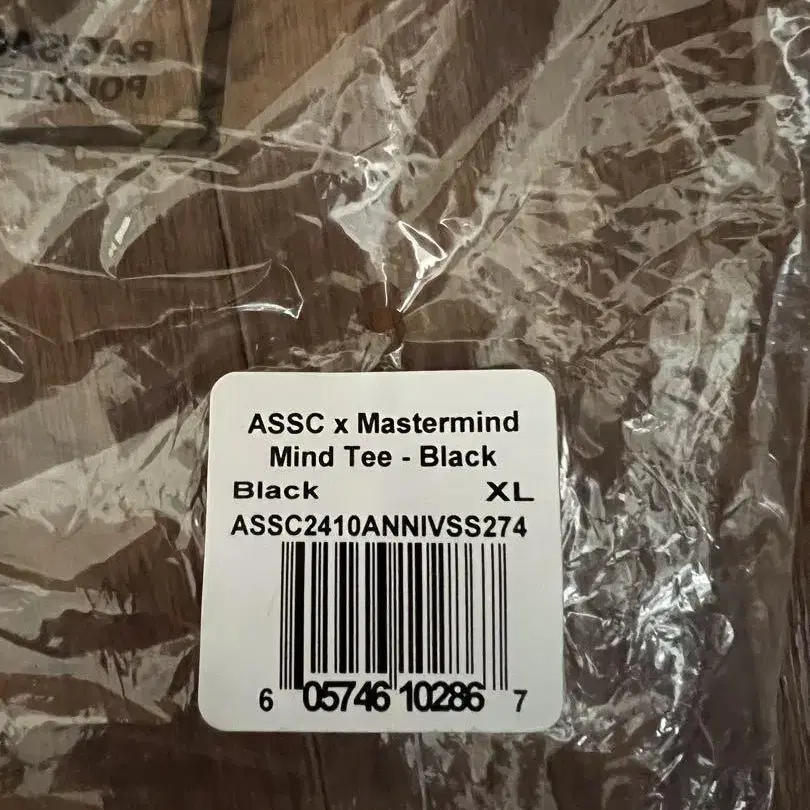 ASSC x Mastermind
Mind Tee - Black
Black XL
ASSC2410ANNIVSS274
6 05746 10286 7